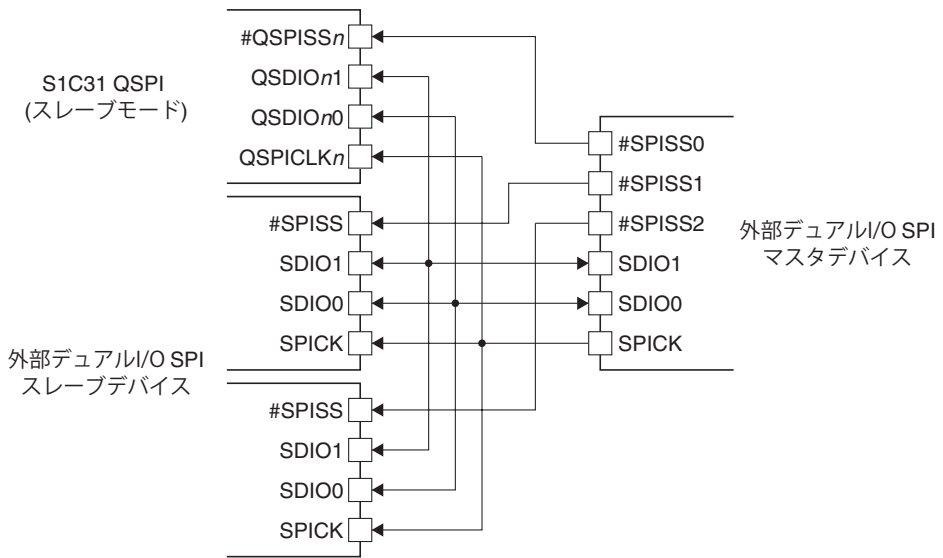 S1C31 QSPI
(スレーブモード)
#QSPISSn
QSDIOn1
QSDIOn0
QSPICLKn
外部デュアルI/O SPI
スレーブデバイス
#SPISS
SDIO1
SDIO0
SPICK
#SPISS
SDIO1
SDIO0
SPICK
#SPISS0
#SPISS1
#SPISS2
SDIO1
SDIO0
SPICK
外部デュアルI/O SPI
マスタデバイス